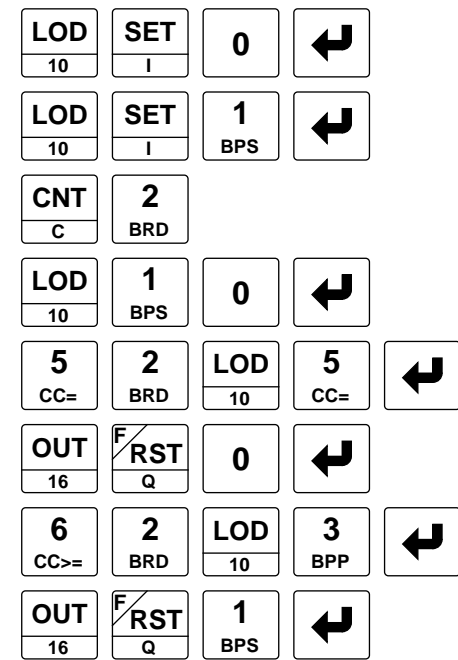 LOD SET 0
10 I
LOD SET 1
10 I BPS
CNT 2
C BRD
LOD 1 0
10 BPS
5 2 LOD 5
CC= BRD 10 CC=
OUT F RST 0
16 Q
6 2 LOD 3
CC>= BRD 10 BPP
OUT F RST 1
16 Q BPS